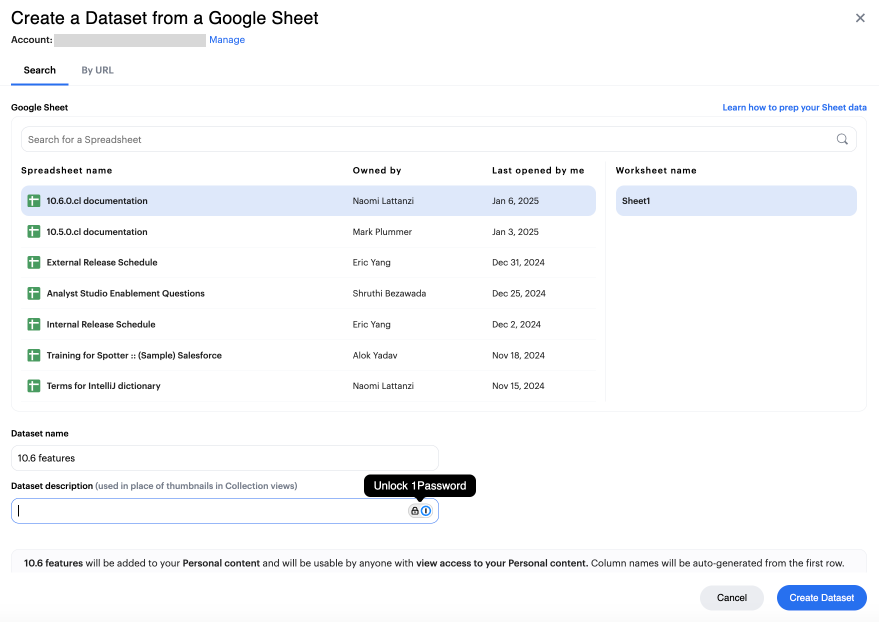 Create a Dataset from a Google Sheet
Account: Manage
Search By URL
Google Sheet Learn how to prep your Sheet data
Search for a Spreadsheet
Spreadsheet name Owned by Last opened by me Worksheet name
10.6.0.cl documentation Naomi Lattanzi Jan 6, 2025 Sheet1
10.5.0.cl documentation Mark Plummer Jan 3, 2025
External Release Schedule Eric Yang Dec 31, 2024
Analyst Studio Enablement Questions Shruthi Bezawada Dec 25, 2024
Internal Release Schedule Eric Yang Dec 2, 2024
Training for Spotter :: (Sample) Salesforce Alok Yadav Nov 18, 2024
Terms for IntelliJ dictionary Naomi Lattanzi Nov 15, 2024
Dataset name
10.6 features
Dataset description (used in place of thumbnails in Collection views)
Unlock 1Password
10.6 features will be added to your Personal content and will be usable by anyone with view access to your Personal content. Column names will be auto-generated from the first row.
Cancel Create Dataset